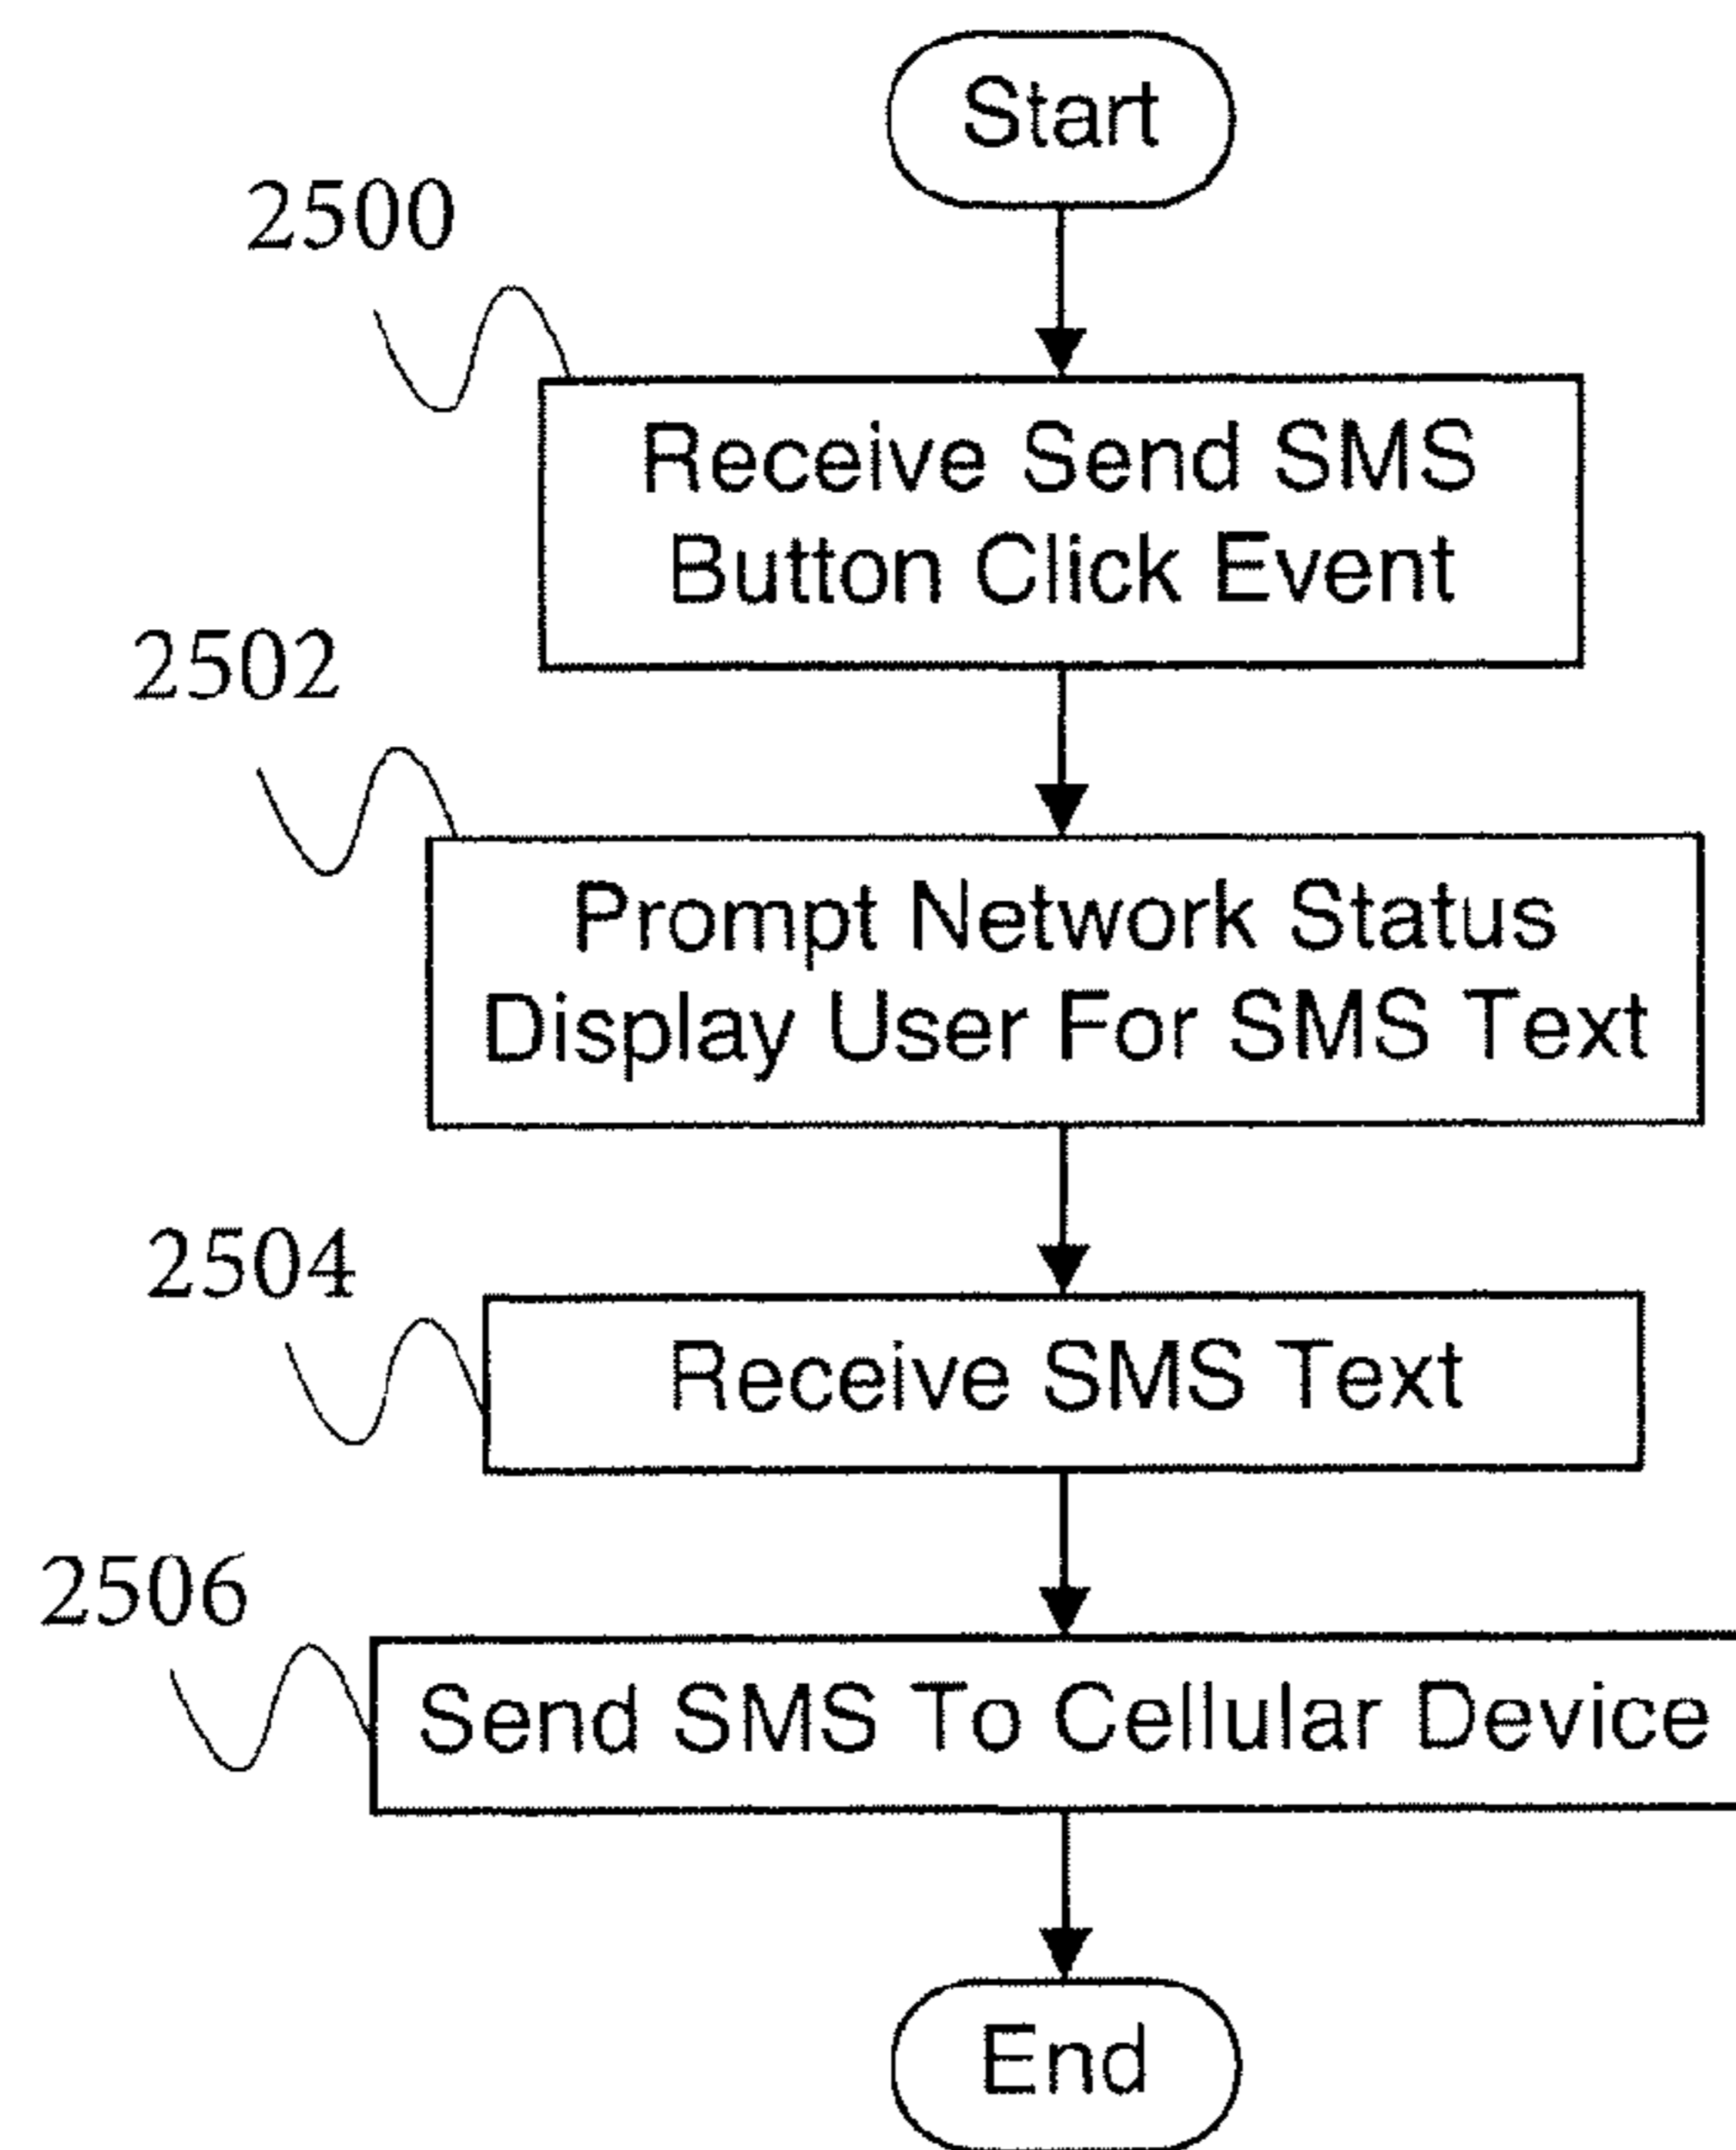 Start
2500
Receive Send SMS
Button Click Event
2502
Prompt Network Status
Display User For SMS Text
2504
Receive SMS Text
2506
Send SMS To Cellular Device
End